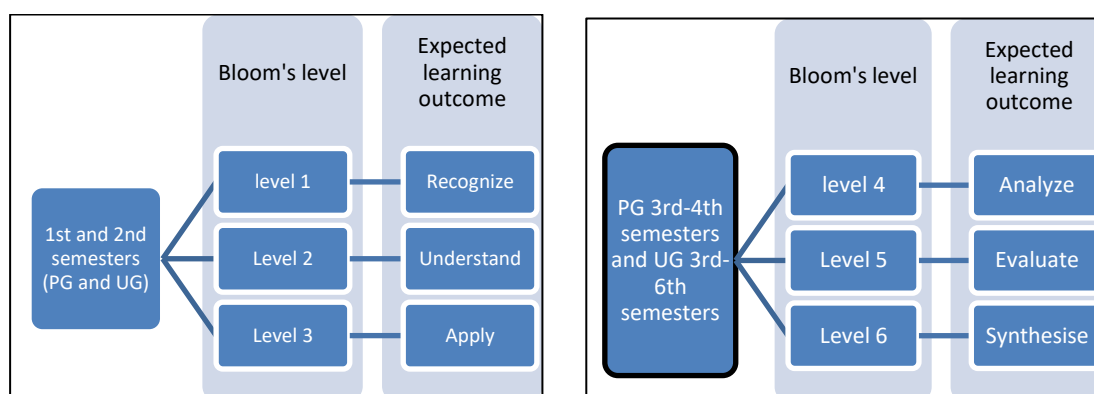 Bloom's level
Expected
learning
outcome
1st and 2nd
semesters
(PG and UG)
level 1
Recognize
Level 2
Understand
Level 3
Apply
Bloom's level
Expected
learning
outcome
PG 3rd-4th
semesters
and UG 3rd-
6th
semesters
level 4
Analyze
Level 5
Evaluate
Level 6
Synthesise